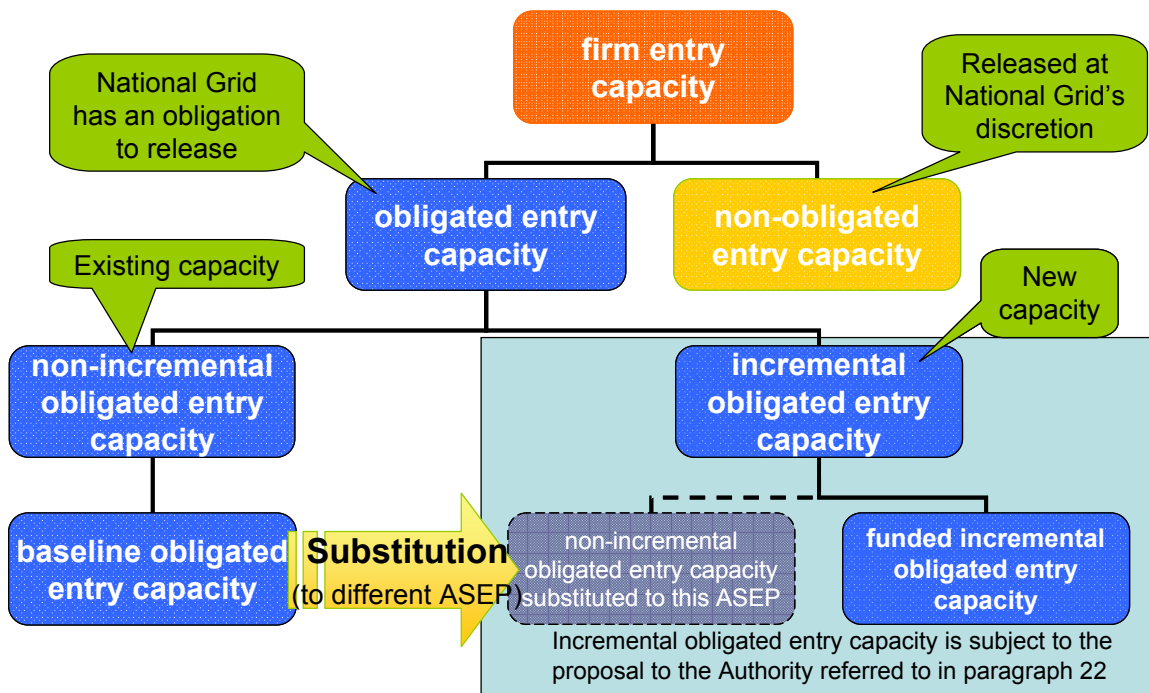 firm entry
capacity
National Grid
has an obligation
to release
Released at
National Grid's
discretion
obligated entry
capacity
non-obligated
entry capacity
Existing capacity
New
capacity
non-incremental
obligated entry
capacity
incremental
obligated entry
capacity
baseline obligated
entry capacity
Substitution
(to different ASEP)
non-incremental
obligated entry capacity
substituted to this ASEP
funded incremental
obligated entry
capacity
Incremental obligated entry capacity is subject to the
proposal to the Authority referred to in paragraph 22